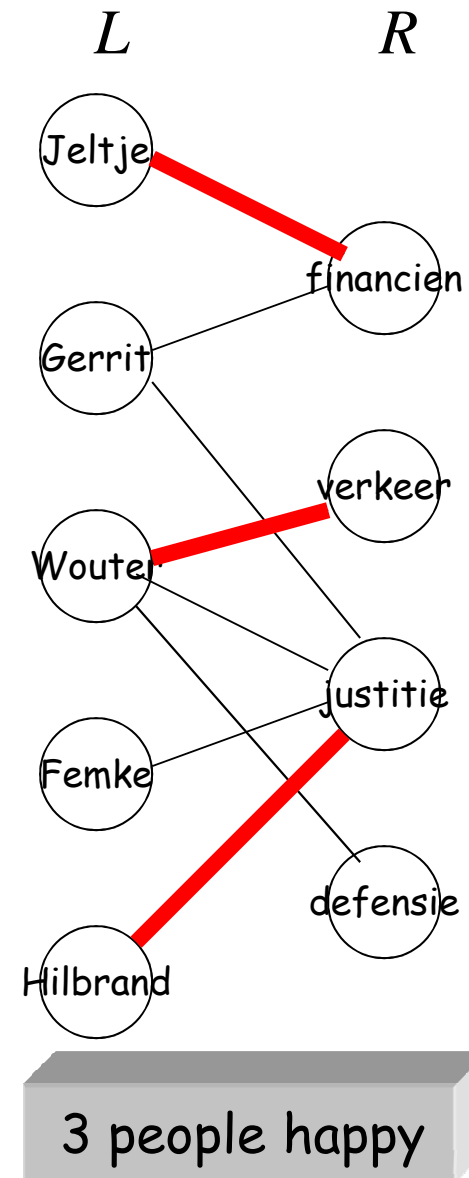 L
R
Jeltje
financien
Gerrit
verkeer
Wouter
justitie
Femke
defensie
Hilbrand
3 people happy